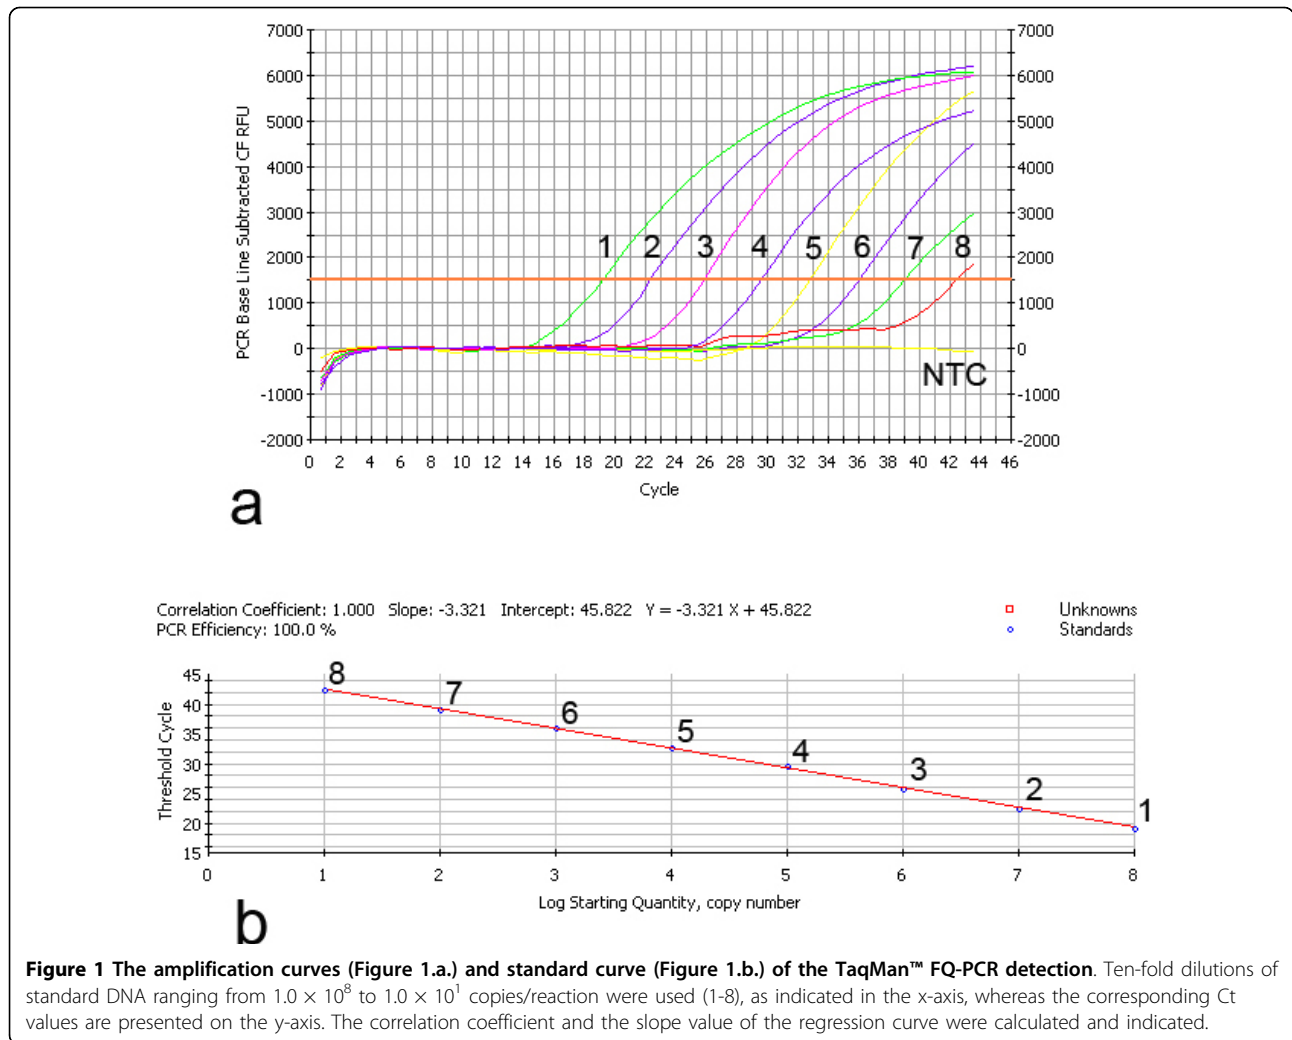 7000 7000
6000 6000
5000 5000
4000 4000
3000 3000
2000 2000
1000 1000
0 0
-1000 -1000
-2000 -2000
PCR Base Line Subtracted CF RFU
1 2 3 4 5 6 7 8
NTC
0 2 4 6 8 10 12 14 16 18 20 22 24 26 28 30 32 34 36 38 40 42 44 46
Cycle
a
Correlation Coefficient: 1.000 Slope: -3.321 Intercept: 45.822 Y = -3.321 X + 45.822
PCR Efficiency: 100.0 %
Unknowns
Standards
45
40
35
30
25
20
15
Threshold Cycle
8 7 6 5 4 3 2 1
0 1 2 3 4 5 6 7 8
Log Starting Quantity, copy number
b
Figure 1 The amplification curves (Figure 1.a.) and standard curve (Figure 1.b.) of the TaqMan™ FQ-PCR detection. Ten-fold dilutions of
standard DNA ranging from 1.0 × 10⁸ to 1.0 × 10¹ copies/reaction were used (1-8), as indicated in the x-axis, whereas the corresponding Ct
values are presented on the y-axis. The correlation coefficient and the slope value of the regression curve were calculated and indicated.